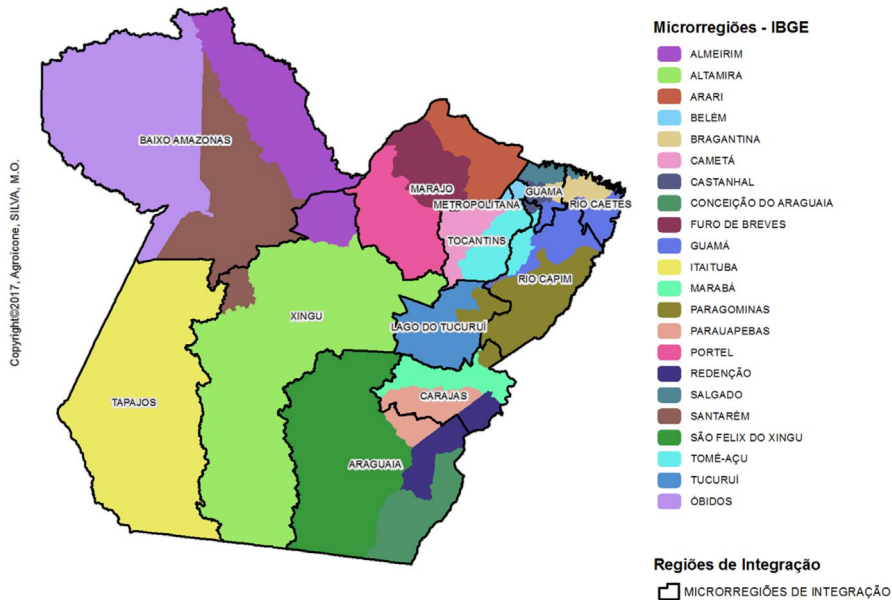 Microrregiões - IBGE
ALMEIRIM
ALTAMIRA
ARARI
BELÉM
BRAGANTINA
CAMETÁ
CASTANHAL
CONCEIÇÃO DO ARAGUAIA
FURO DE BREVES
GUAMÁ
ITAITUBA
MARABÁ
PARAGOMINAS
PARAUAPEBAS
PORTEL
REDENÇÃO
SALGADO
SANTARÉM
SÃO FELIX DO XINGU
TOMÉ-AÇU
TUCURUÍ
ÓBIDOS
Regiões de Integração
MICRORREGIÕES DE INTEGRAÇÃO
BAIXO AMAZONAS
MARAJO
GUAMA
METROPOLITANA
RIO CAETES
TOCANTINS
RIO CAPIM
XINGU
LAGO DO TUCURUÍ
TAPAJOS
CARAJAS
ARAGUAIA
Copyright©2017, Agroicone, SILVA, M.O.